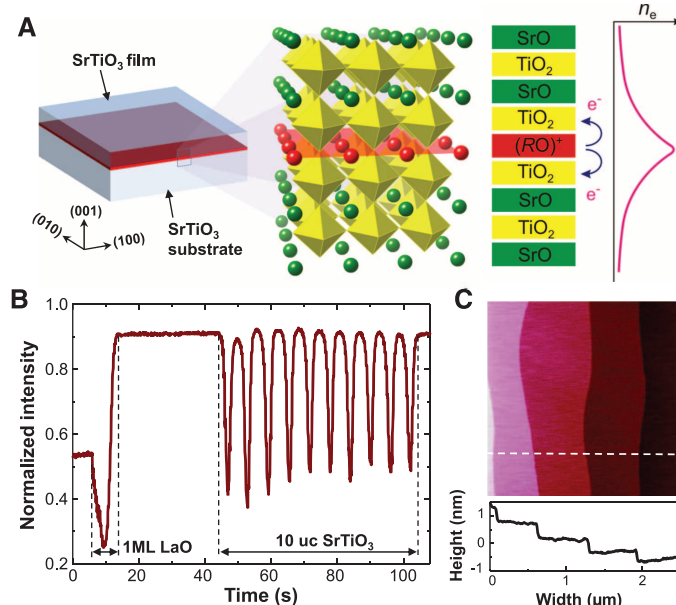 A
SrTiO₃ film
SrTiO₃
substrate
(001)
(010)
(100)
SrO
TiO₂
SrO
TiO₂
(RO)⁺
TiO₂
SrO
TiO₂
SrO
e⁻
e⁻
nₑ
B
Normalized intensity
1.0
0.8
0.6
0.4
0.2
1ML LaO
10 uc SrTiO₃
0 20 40 60 80 100
Time (s)
C
Height (nm)
1
0
-1
0 1 2
Width (um)